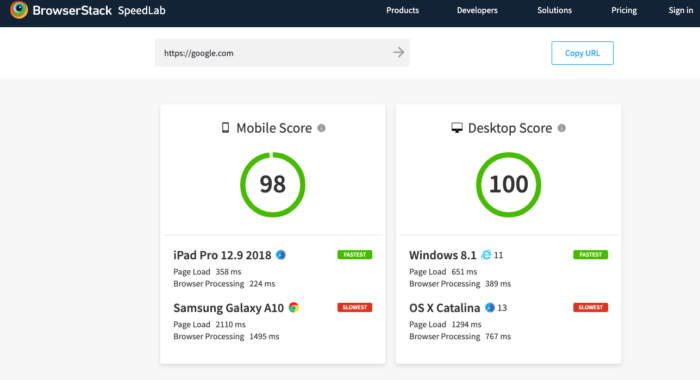 BrowserStack SpeedLab Products Developers Solutions Pricing Sign in
https://google.com Copy URL
Mobile Score
98
iPad Pro 12.9 2018 FASTEST
Page Load 358 ms
Browser Processing 224 ms
Samsung Galaxy A10 SLOWEST
Page Load 2110 ms
Browser Processing 1495 ms
Desktop Score
100
Windows 8.1 11 FASTEST
Page Load 651 ms
Browser Processing 389 ms
OS X Catalina 13 SLOWEST
Page Load 1294 ms
Browser Processing 767 ms